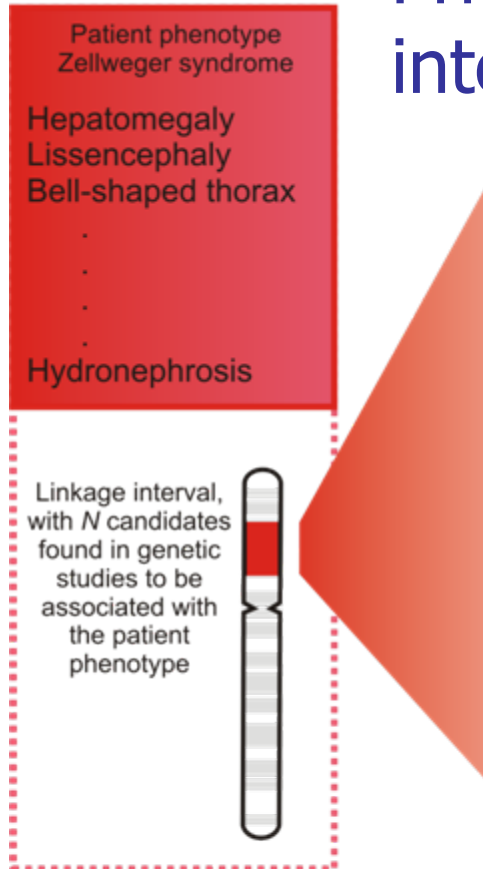 inte
Patient phenotype
Zellweger syndrome
Hepatomegaly
Lissencephaly
Bell-shaped thorax
.
.
.
.
Hydronephrosis
Linkage interval,
with N candidates
found in genetic
studies to be
associated with
the patient
phenotype